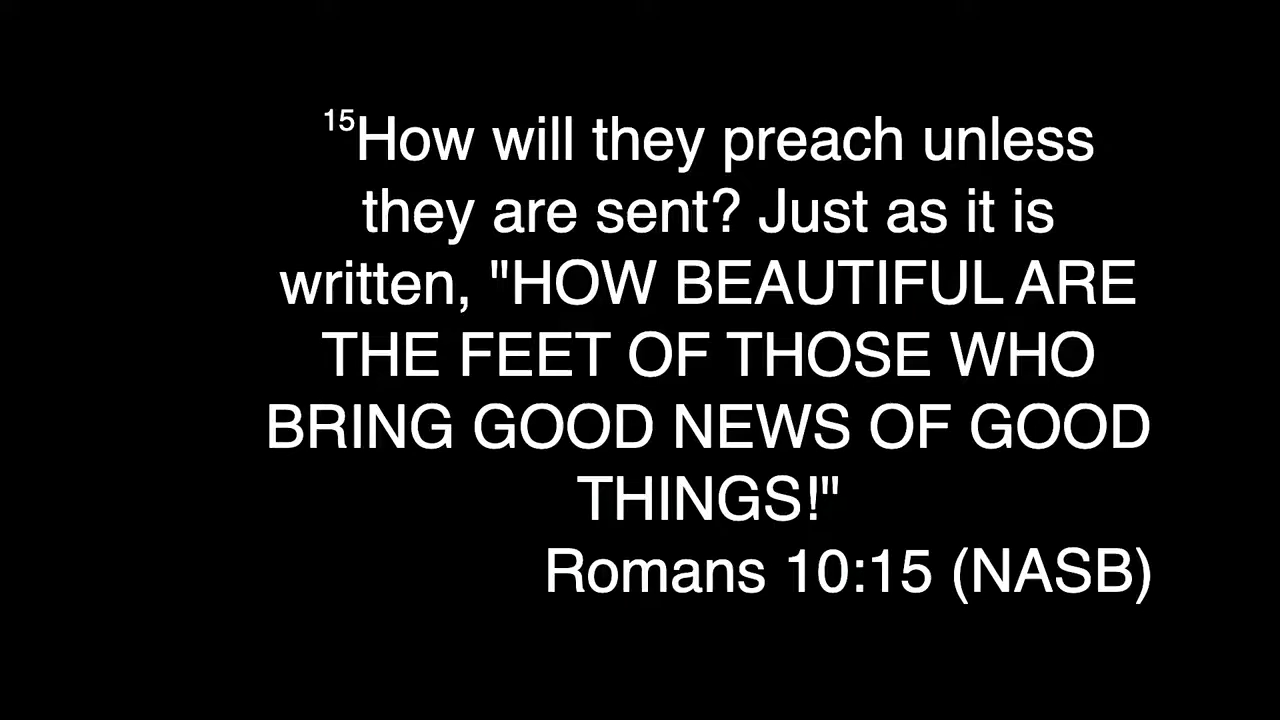 15How will they preach unless
they are sent? Just as it is
written, "HOW BEAUTIFUL ARE
THE FEET OF THOSE WHO
BRING GOOD NEWS OF GOOD
THINGS!"
Romans 10:15 (NASB)